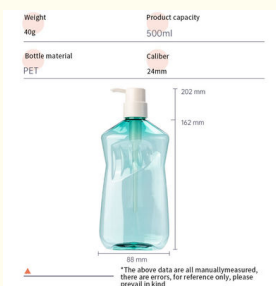 Weight
Product capacity
40g
500ml
Bottle material
Caliber
PET
24mm
202 mm
162 mm
88 mm
*The above data are all manuallymeasured,
there are errors, for reference only, please
prevail in kind